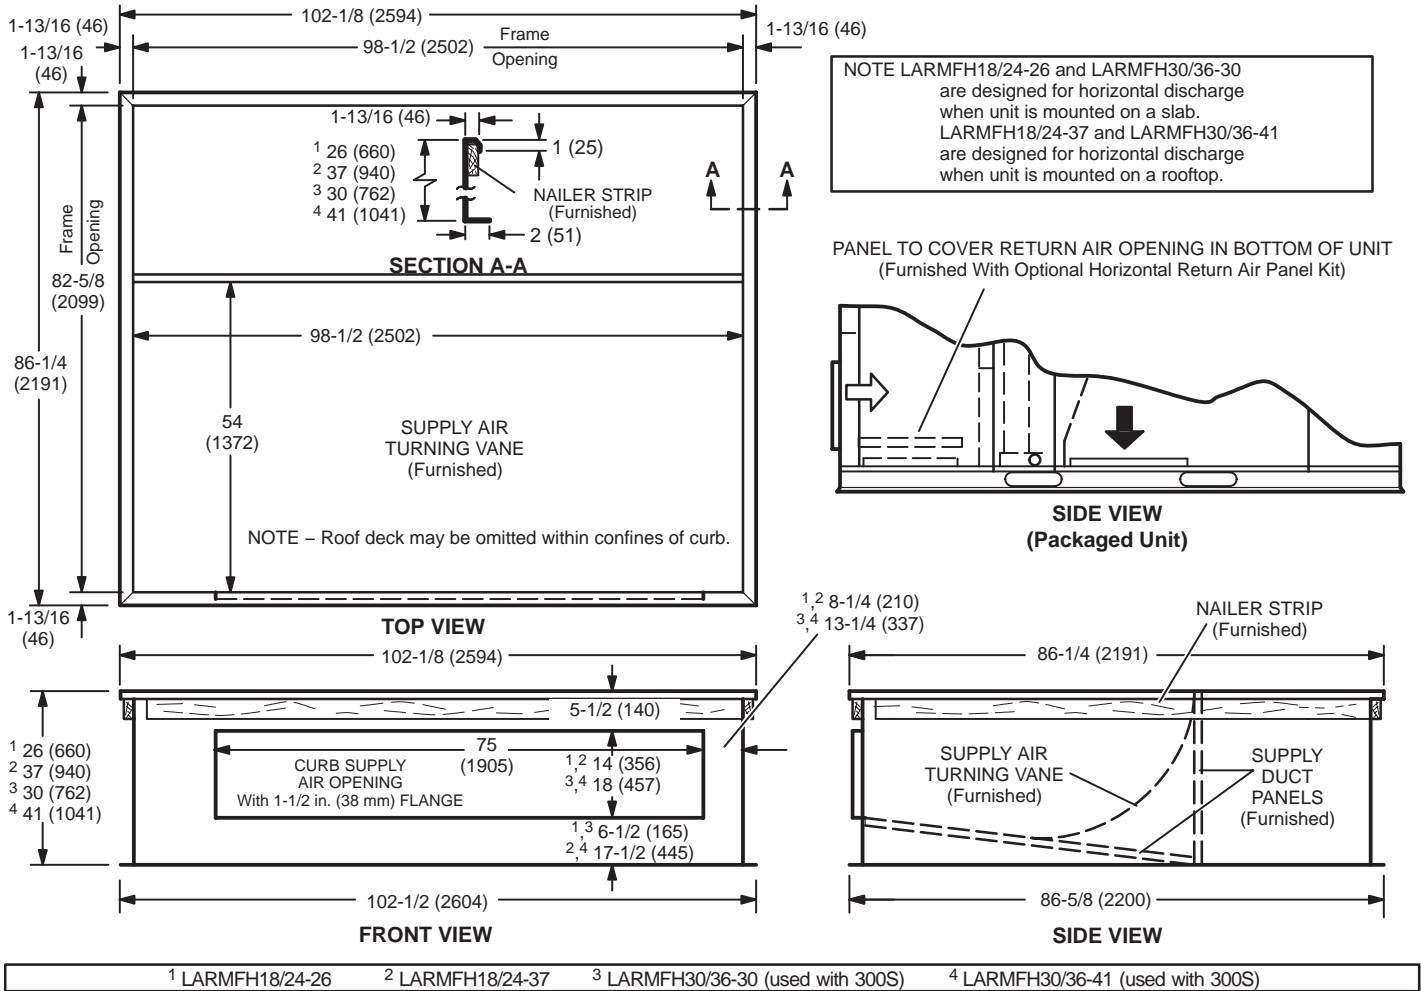 102-1/8 (2594)
1-13/16 (46)
98-1/2 (2502)
Frame
Opening
1-13/16 (46)
1-13/16
(46)
NOTE LARMFH18/24-26 and LARMFH30/36-30
are designed for horizontal discharge
when unit is mounted on a slab.
LARMFH18/24-37 and LARMFH30/36-41
are designed for horizontal discharge
when unit is mounted on a rooftop.
1-13/16 (46)
1 26 (660)
2 37 (940)
3 30 (762)
4 41 (1041)
1 (25)
NAILER STRIP
(Furnished)
2 (51)
SECTION A-A
A
A
Frame
Opening
82-5/8
(2099)
86-1/4
(2191)
98-1/2 (2502)
54
(1372)
SUPPLY AIR
TURNING VANE
(Furnished)
NOTE – Roof deck may be omitted within confines of curb.
1-13/16
(46)
TOP VIEW
PANEL TO COVER RETURN AIR OPENING IN BOTTOM OF UNIT
(Furnished With Optional Horizontal Return Air Panel Kit)
SIDE VIEW
(Packaged Unit)
102-1/8 (2594)
1,2 8-1/4 (210)
3,4 13-1/4 (337)
5-1/2 (140)
1 26 (660)
2 37 (940)
3 30 (762)
4 41 (1041)
75
(1905)
CURB SUPPLY
AIR OPENING
With 1-1/2 in. (38 mm) FLANGE
1,2 14 (356)
3,4 18 (457)
1,3 6-1/2 (165)
2,4 17-1/2 (445)
102-1/2 (2604)
FRONT VIEW
NAILER STRIP
(Furnished)
86-1/4 (2191)
SUPPLY AIR
TURNING VANE
(Furnished)
SUPPLY
DUCT
PANELS
(Furnished)
86-5/8 (2200)
SIDE VIEW
1 LARMFH18/24-26 2 LARMFH18/24-37 3 LARMFH30/36-30 (used with 300S) 4 LARMFH30/36-41 (used with 300S)